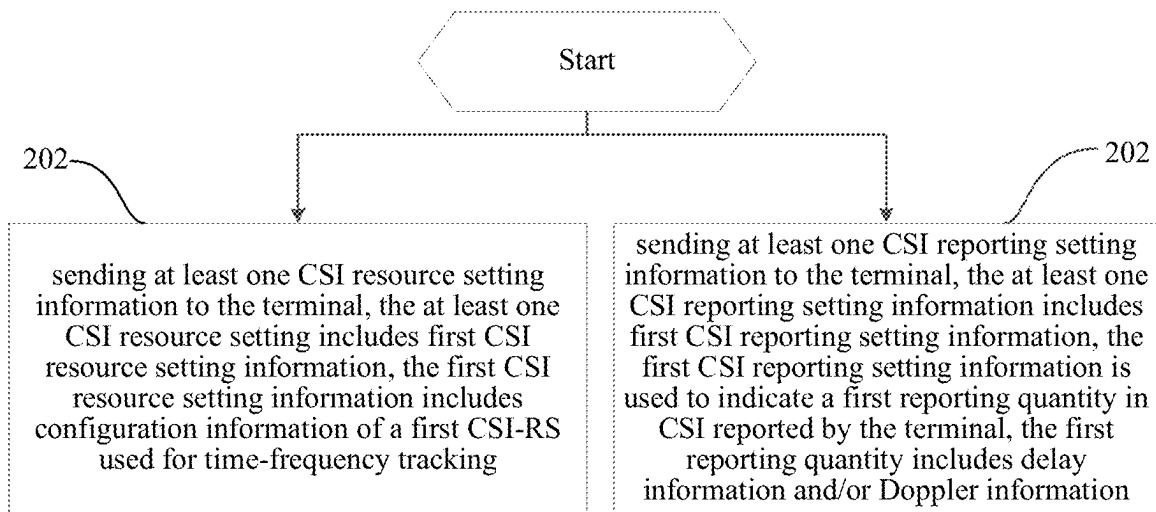 Start
202
202
sending at least one CSI resource setting
information to the terminal, the at least one
CSI resource setting includes first CSI
resource setting information, the first CSI
resource setting information includes
configuration information of a first CSI-RS
used for time-frequency tracking
sending at least one CSI reporting setting
information to the terminal, the at least one
CSI reporting setting information includes
first CSI reporting setting information, the
first CSI reporting setting information is
used to indicate a first reporting quantity in
CSI reported by the terminal, the first
reporting quantity includes delay
information and/or Doppler information